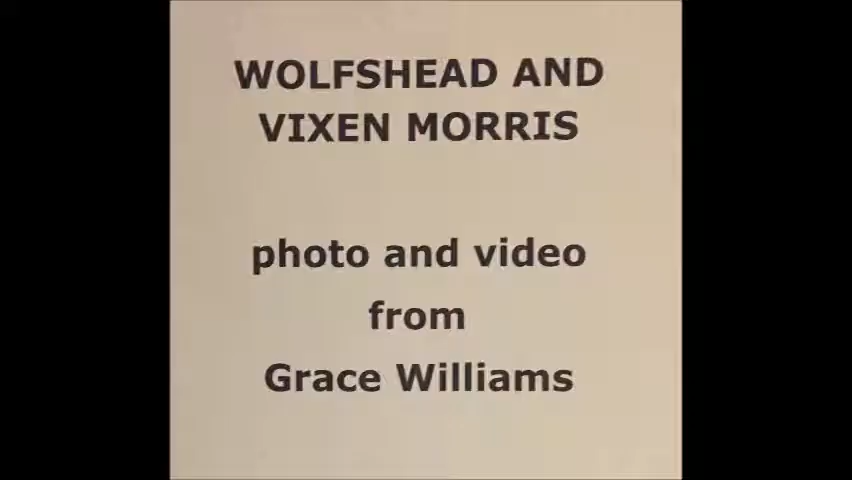 WOLFSHEAD AND
VIXEN MORRIS
photo and video
from
Grace Williams